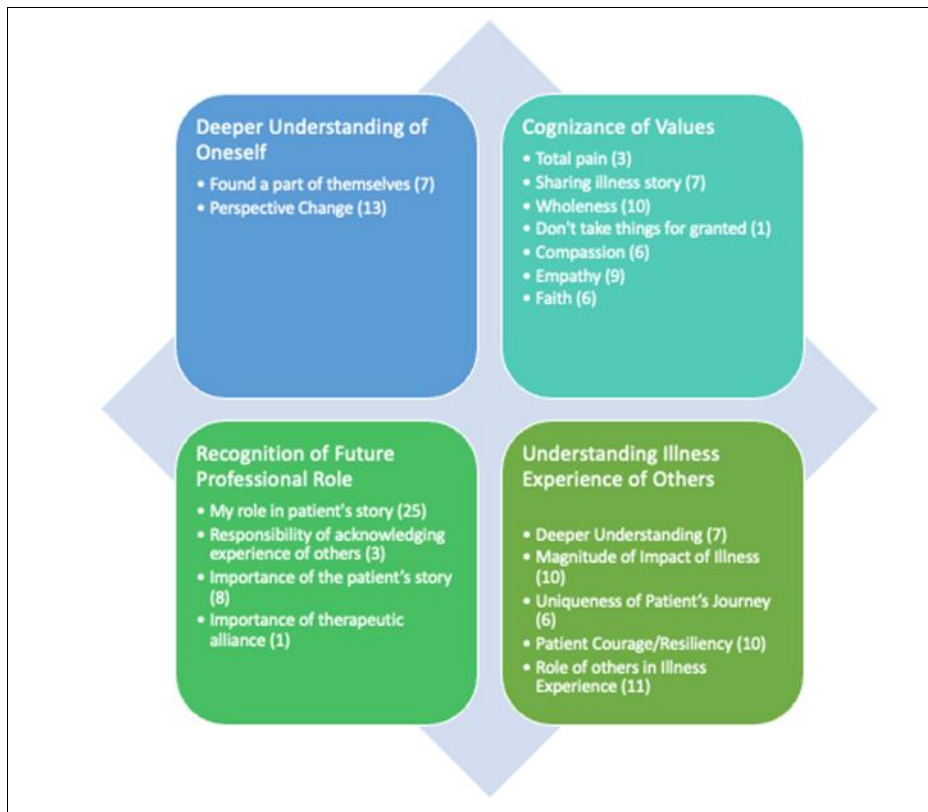 Deeper Understanding of
Oneself
• Found a part of themselves (7)
• Perspective Change (13)
Cognizance of Values
• Total pain (3)
• Sharing illness story (7)
• Wholeness (10)
• Don't take things for granted (1)
• Compassion (6)
• Empathy (9)
• Faith (6)
Recognition of Future
Professional Role
• My role in patient's story (25)
• Responsibility of acknowledging
experience of others (3)
• Importance of the patient’s story
(8)
• Importance of therapeutic
alliance (1)
Understanding Illness
Experience of Others
• Deeper Understanding (7)
• Magnitude of Impact of Illness
(10)
• Uniqueness of Patient’s Journey
(6)
• Patient Courage/Resiliency (10)
• Role of others in Illness
Experience (11)